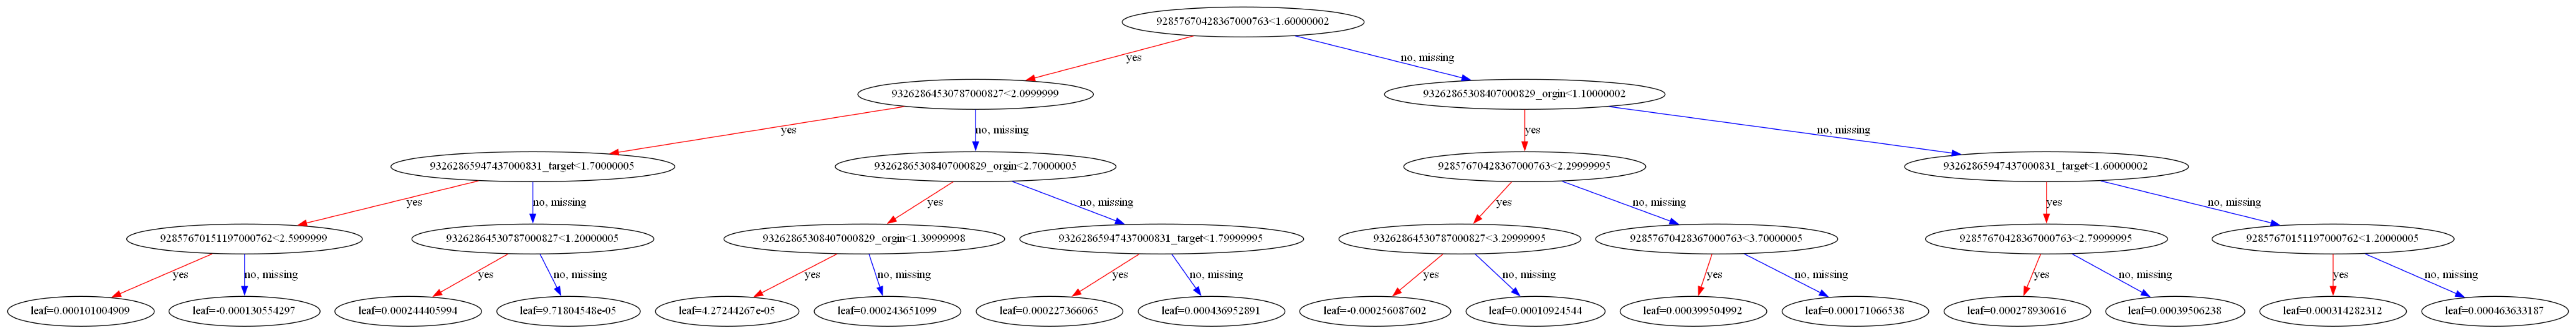 92857670428367000763<1.60000002
yes
no, missing
93262864530787000827<2.0999999
93262865308407000829_orgin<1.10000002
yes
no, missing
yes
no, missing
93262865947437000831_target<1.70000005
93262865308407000829_orgin<2.70000005
92857670428367000763<2.29999995
93262865947437000831_target<1.60000002
yes
no, missing
yes
no, missing
yes
no, missing
yes
no, missing
92857670151197000762<2.5999999
93262864530787000827<1.20000005
93262865308407000829_orgin<1.39999998
93262865947437000831_target<1.79999995
93262864530787000827<3.29999995
92857670428367000763<3.70000005
92857670428367000763<2.79999995
92857670151197000762<1.20000005
yes
no, missing
yes
no, missing
yes
no, missing
yes
no, missing
yes
no, missing
yes
no, missing
yes
no, missing
yes
no, missing
leaf=0.000101004909
leaf=-0.000130554297
leaf=0.000244405994
leaf=9.71804548e-05
leaf=4.27244267e-05
leaf=0.000243651099
leaf=0.000227366065
leaf=0.000436952891
leaf=-0.000256087602
leaf=0.00010924544
leaf=0.00039950499​2
leaf=0.000171066538
leaf=0.000278930616
leaf=0.00039506238
leaf=0.000314282312
leaf=0.000463633187